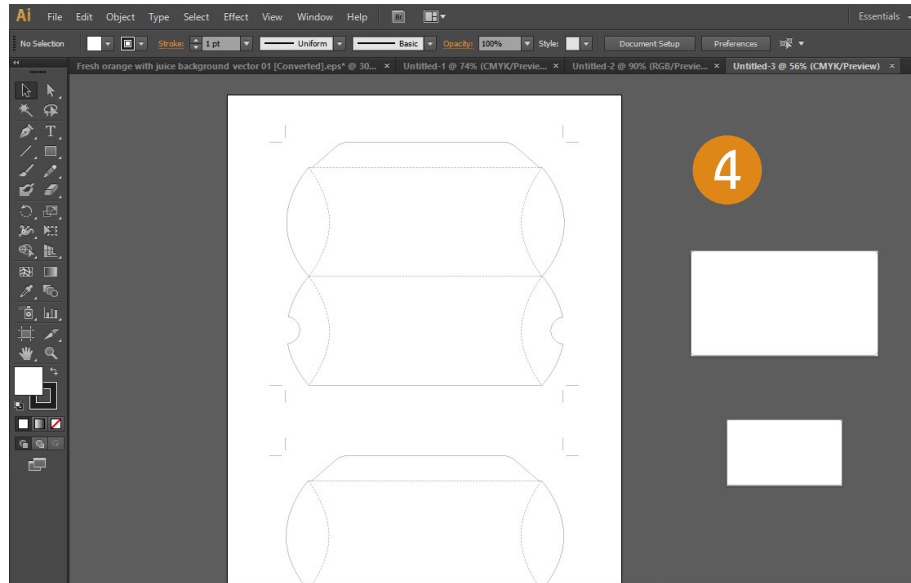 Ai File Edit Object Type Select Effect View Window Help Br Essentials
No Selection Stroke: 1 pt Uniform Basic Opacity: 100% Style: Document Setup Preferences
Fresh orange with juice background vector 01 [Converted].eps* @ 30... × Untitled-1 @ 74% (CMYK/Previe... × Untitled-2 @ 90% (RGB/Previe... × Untitled-3 @ 56% (CMYK/Preview) ×
4